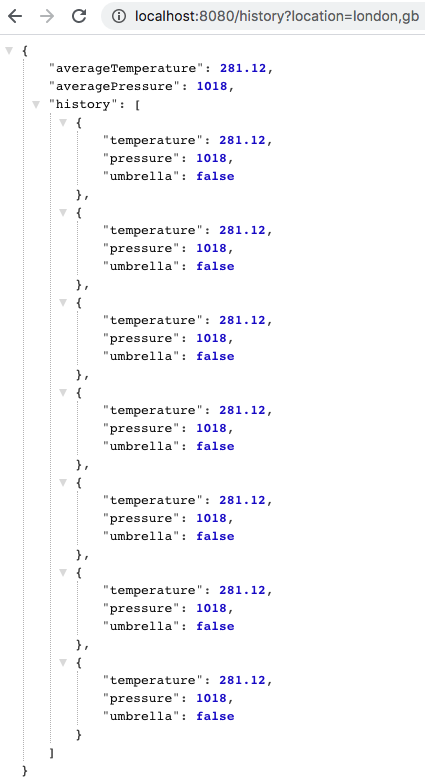 localhost:8080/history?location=london,gb
{
"averageTemperature": 281.12,
"averagePressure": 1018,
"history": [
{
"temperature": 281.12,
"pressure": 1018,
"umbrella": false
},
{
"temperature": 281.12,
"pressure": 1018,
"umbrella": false
},
{
"temperature": 281.12,
"pressure": 1018,
"umbrella": false
},
{
"temperature": 281.12,
"pressure": 1018,
"umbrella": false
},
{
"temperature": 281.12,
"pressure": 1018,
"umbrella": false
},
{
"temperature": 281.12,
"pressure": 1018,
"umbrella": false
},
{
"temperature": 281.12,
"pressure": 1018,
"umbrella": false
}
]
}